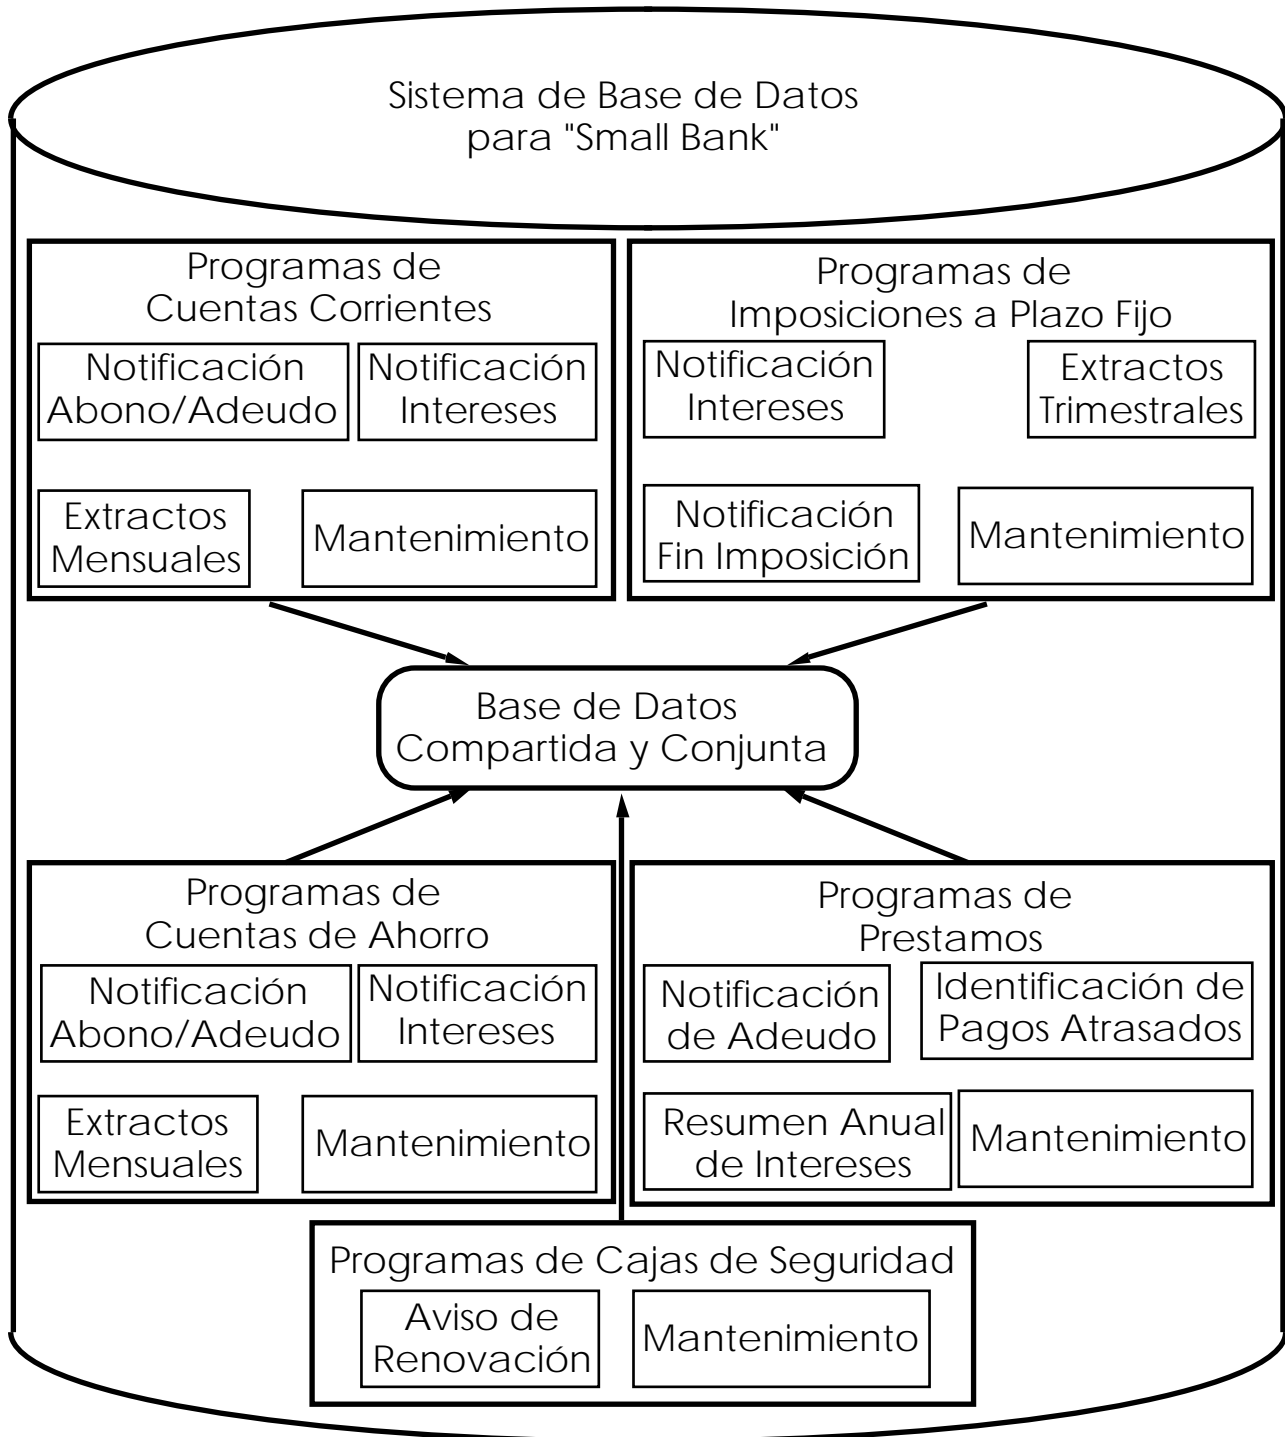 Sistema de Base de Datos
para "Small Bank"
Programas de
Cuentas Corrientes
Notificación
Abono/Adeudo
Notificación
Intereses
Extractos
Mensuales
Mantenimiento
Programas de
Imposiciones a Plazo Fijo
Notificación
Intereses
Extractos
Trimestrales
Notificación
Fin Imposición
Mantenimiento
Base de Datos
Compartida y Conjunta
Programas de
Cuentas de Ahorro
Notificación
Abono/Adeudo
Notificación
Intereses
Extractos
Mensuales
Mantenimiento
Programas de
Prestamos
Notificación
de Adeudo
Identificación de
Pagos Atrasados
Resumen Anual
de Intereses
Mantenimiento
Programas de Cajas de Seguridad
Aviso de
Renovación
Mantenimiento